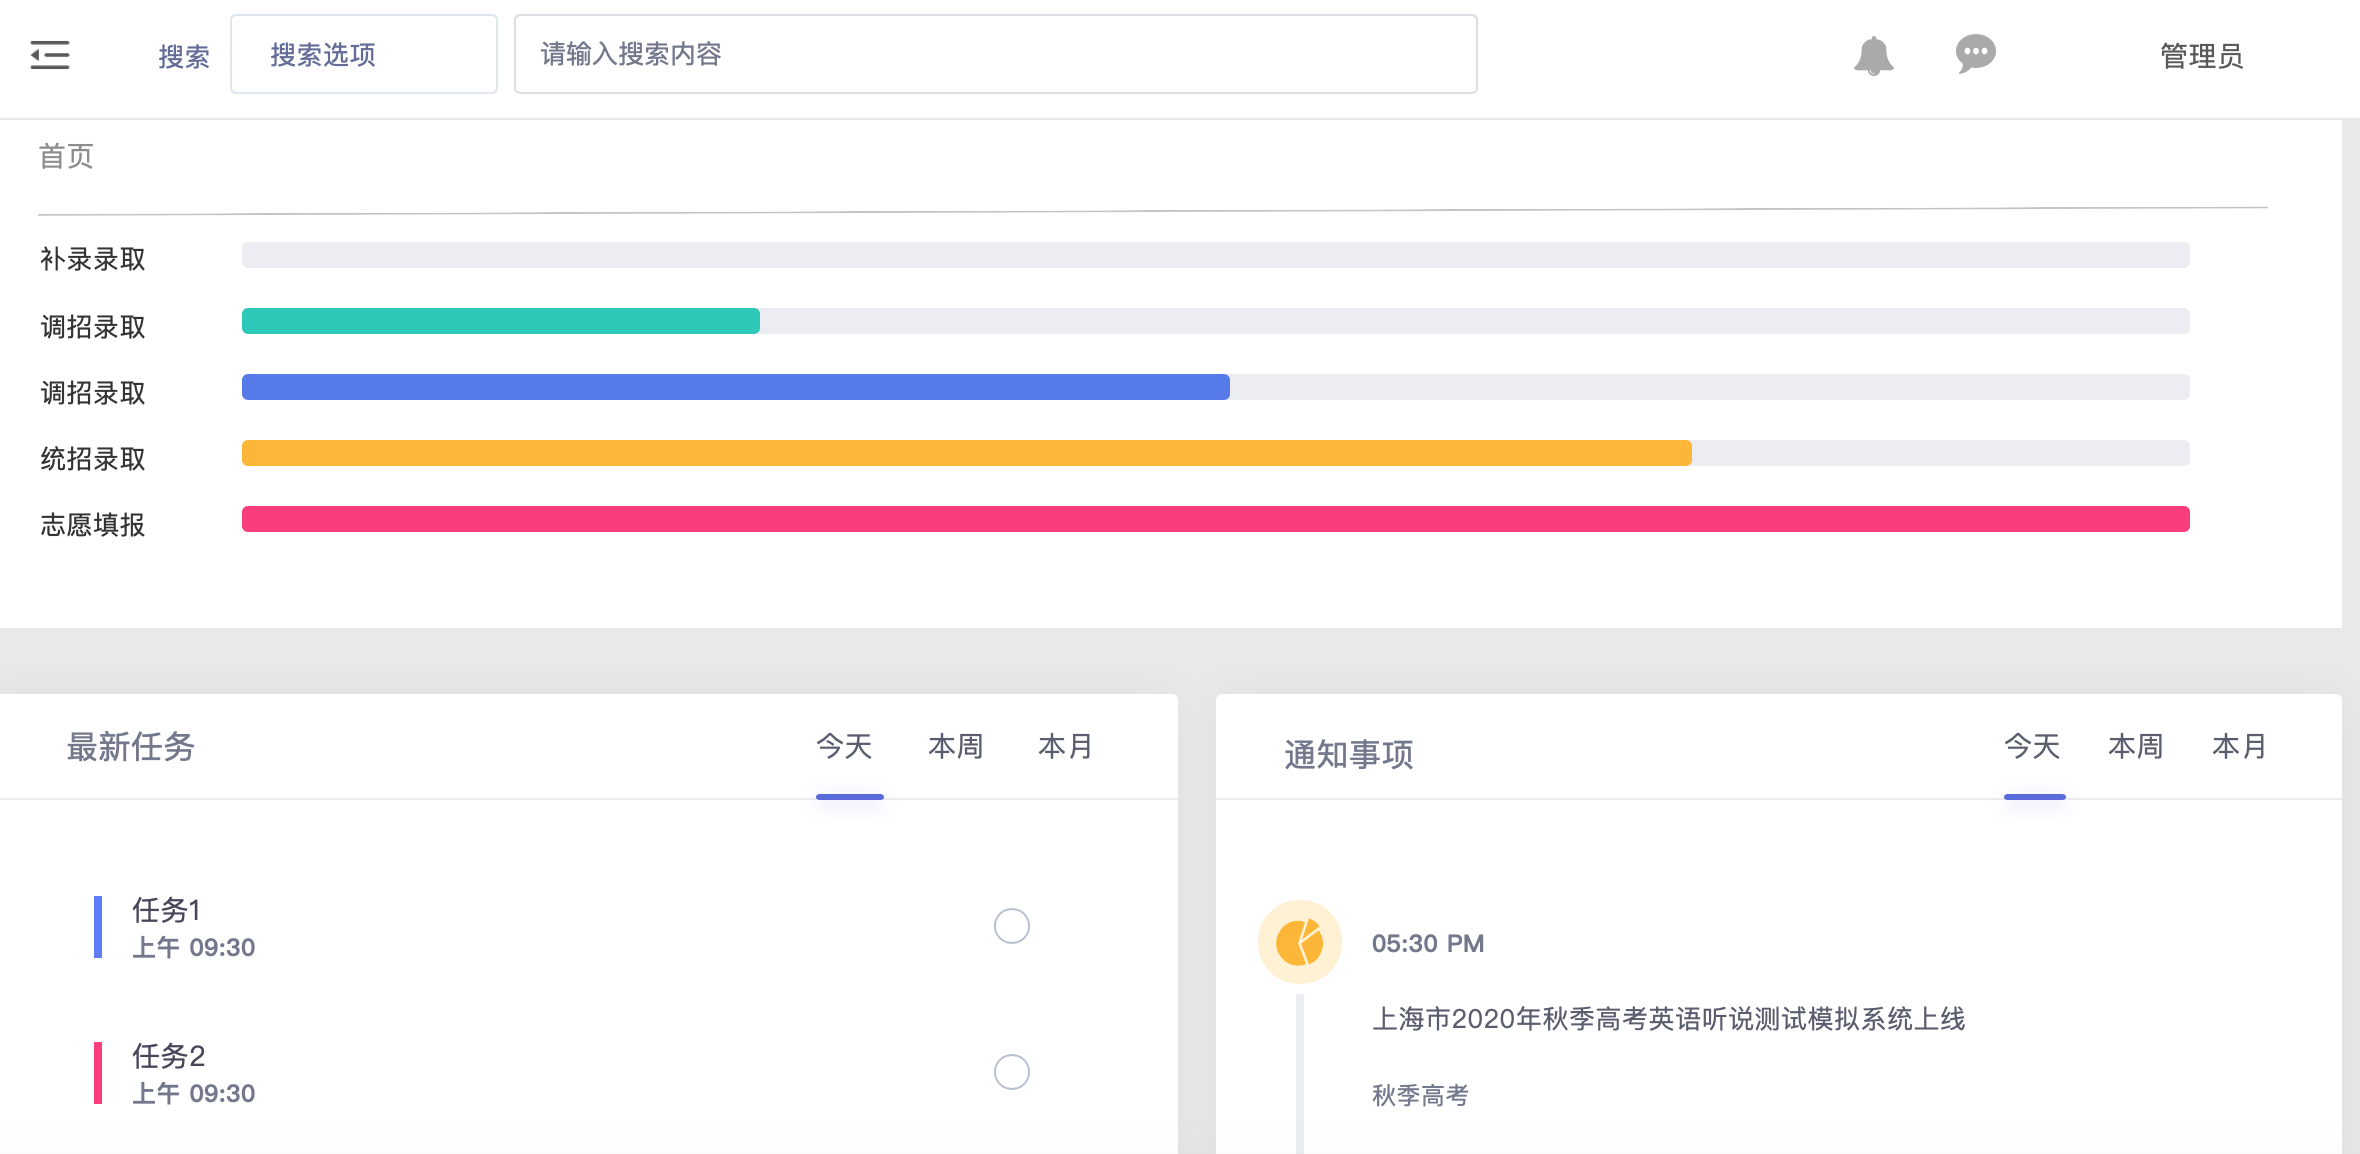 搜索 搜索选项 请输入搜索内容 管理员
首页
补录录取
调招录取
调招录取
统招录取
志愿填报
最新任务 今天 本周 本月
任务1
上午 09:30
任务2
上午 09:30
通知事项 今天 本周 本月
05:30 PM
上海市2020年秋季高考英语听说测试模拟系统上线
秋季高考